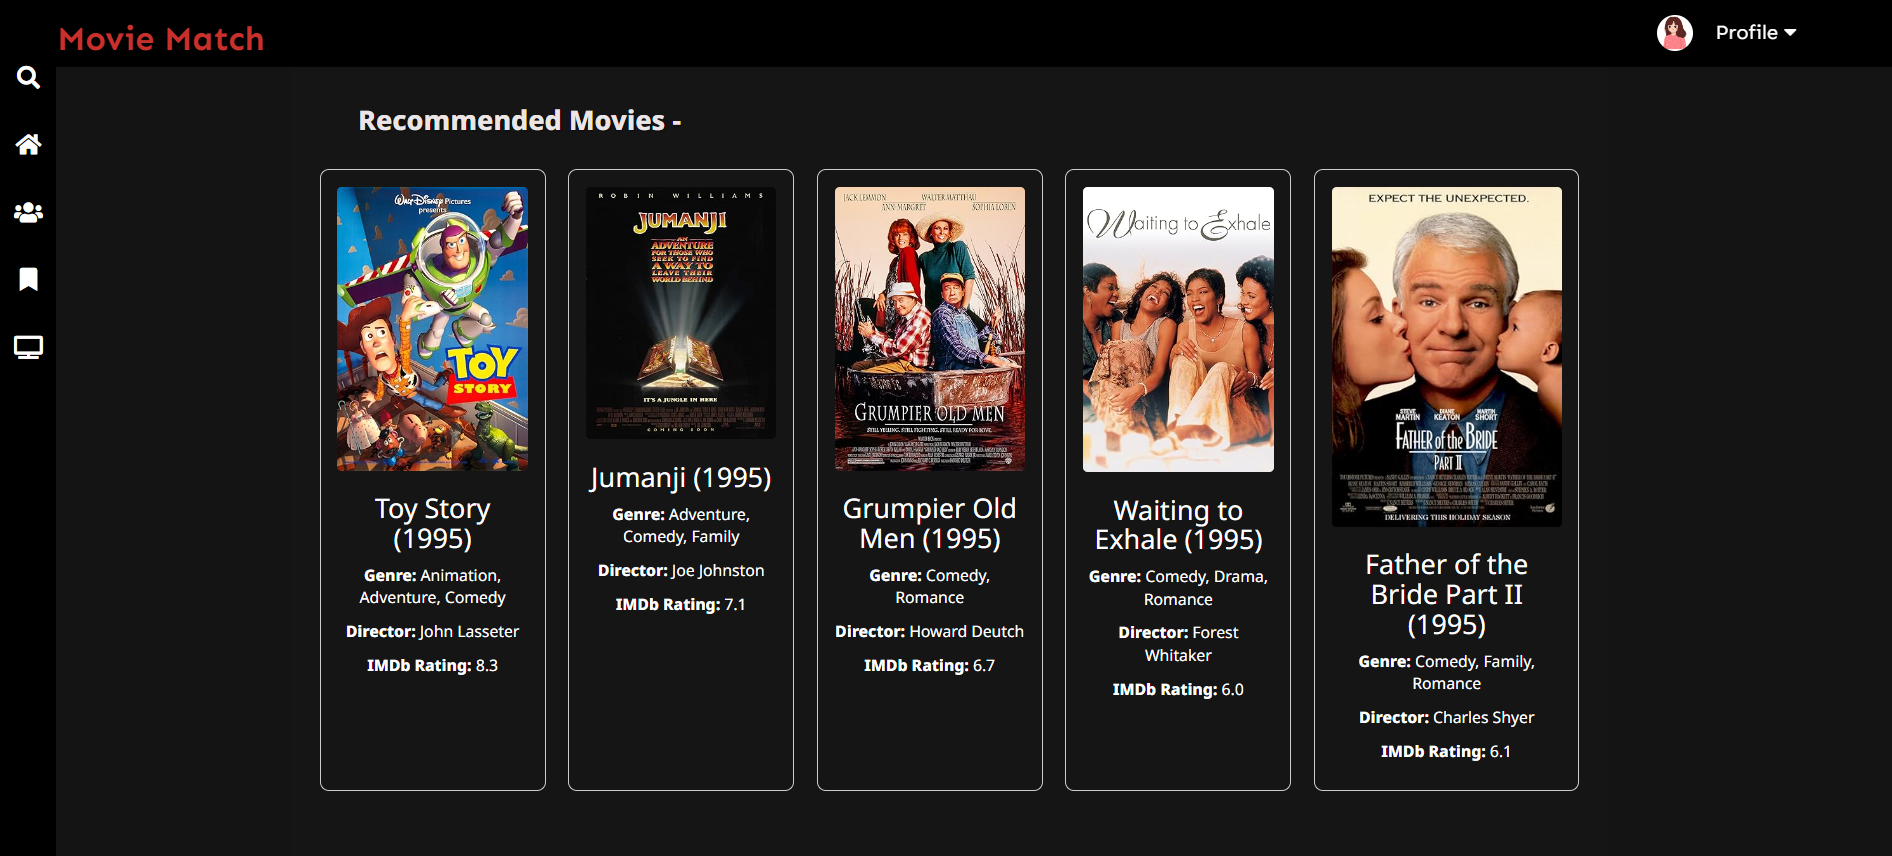 Movie Match
Profile
Recommended Movies -
WALT DISNEY Pictures
presents
TOY
STORY
Toy Story
(1995)
Genre: Animation,
Adventure, Comedy
Director: John Lasseter
IMDb Rating: 8.3
ROBIN WILLIAMS
JUMANJI
AN
ADVENTURE
FOR THOSE WHO
SEEK TO FIND
A WAY TO
LEAVE THEIR
WORLD BEHIND
IT'S A JUNGLE IN HERE
COMING SOON
Jumanji (1995)
Genre: Adventure,
Comedy, Family
Director: Joe Johnston
IMDb Rating: 7.1
JACK LEMMON WALTER MATTHAU
ANN-MARGRET SOPHIA LOREN
GRUMPIER OLD MEN
STILL YELLING. STILL FIGHTING. STILL READY FOR LOVE.
Grumpier Old
Men (1995)
Genre: Comedy,
Romance
Director: Howard Deutch
IMDb Rating: 6.7
Waiting to Exhale
Waiting to
Exhale (1995)
Genre: Comedy, Drama,
Romance
Director: Forest
Whitaker
IMDb Rating: 6.0
EXPECT THE UNEXPECTED.
STEVE MARTIN DIANE KEATON MARTIN SHORT
FATHER of the BRIDE
PART II
DELIVERING THIS HOLIDAY SEASON
Father of the
Bride Part II
(1995)
Genre: Comedy, Family,
Romance
Director: Charles Shyer
IMDb Rating: 6.1